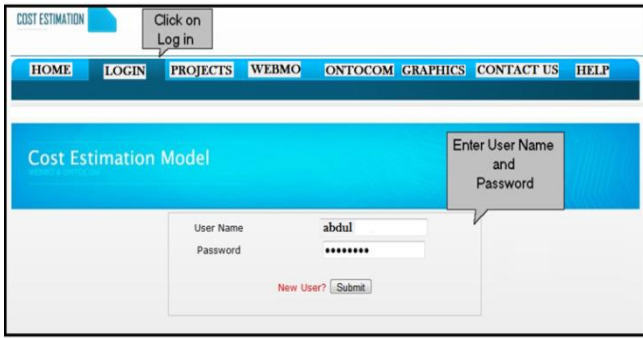 COST ESTIMATION
Click on
Log in
HOME LOGIN PROJECTS WEBMO ONTOCOM GRAPHICS CONTACT US HELP
Cost Estimation Model
WEBMO & ONTOCOM
Enter User Name
and
Password
User Name abdul
Password ••••••••
New User? Submit